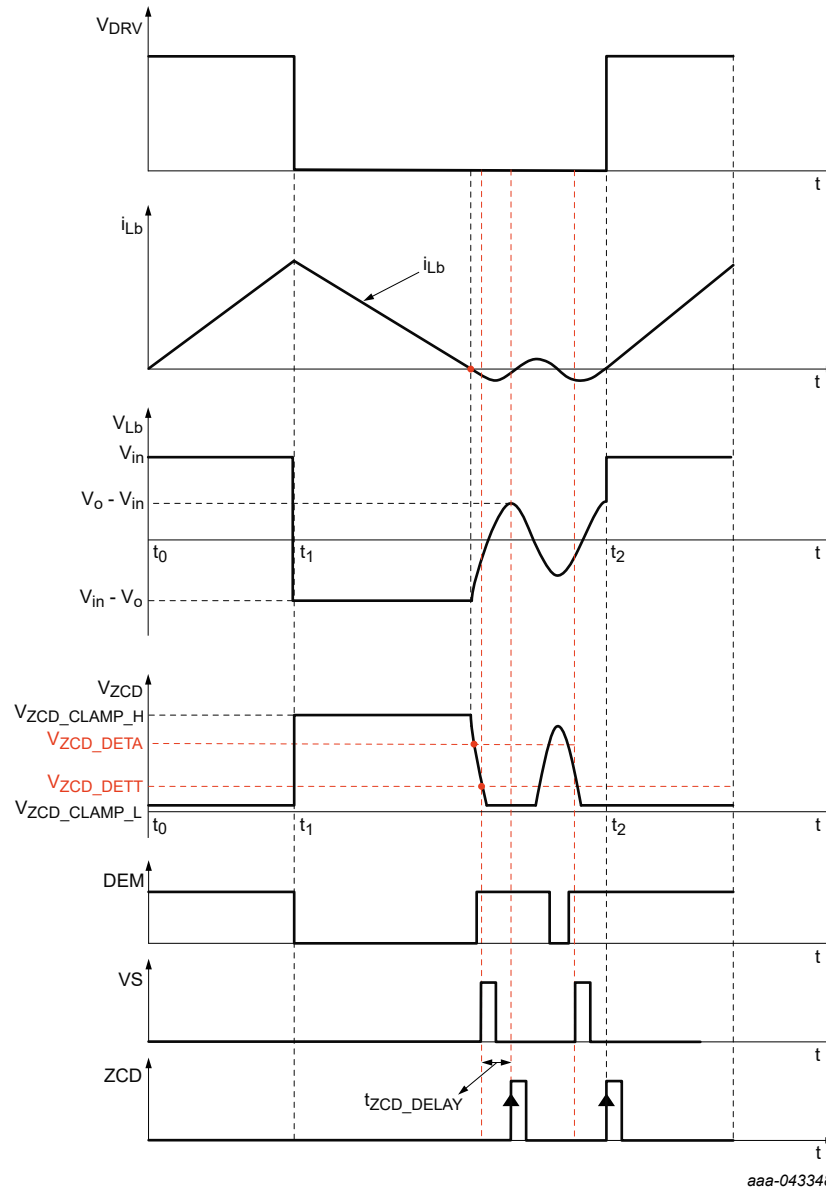 VDRV
t
iLb
iLb
t
VLb
Vin
Vo - Vin
t0 t1 t2 t
Vin - Vo
VZCD
VZCD_CLAMP_H
VZCD_DETA
VZCD_DETT
VZCD_CLAMP_L
t0 t1 t2 t
DEM
t
VS
t
ZCD
tZCD_DELAY
t